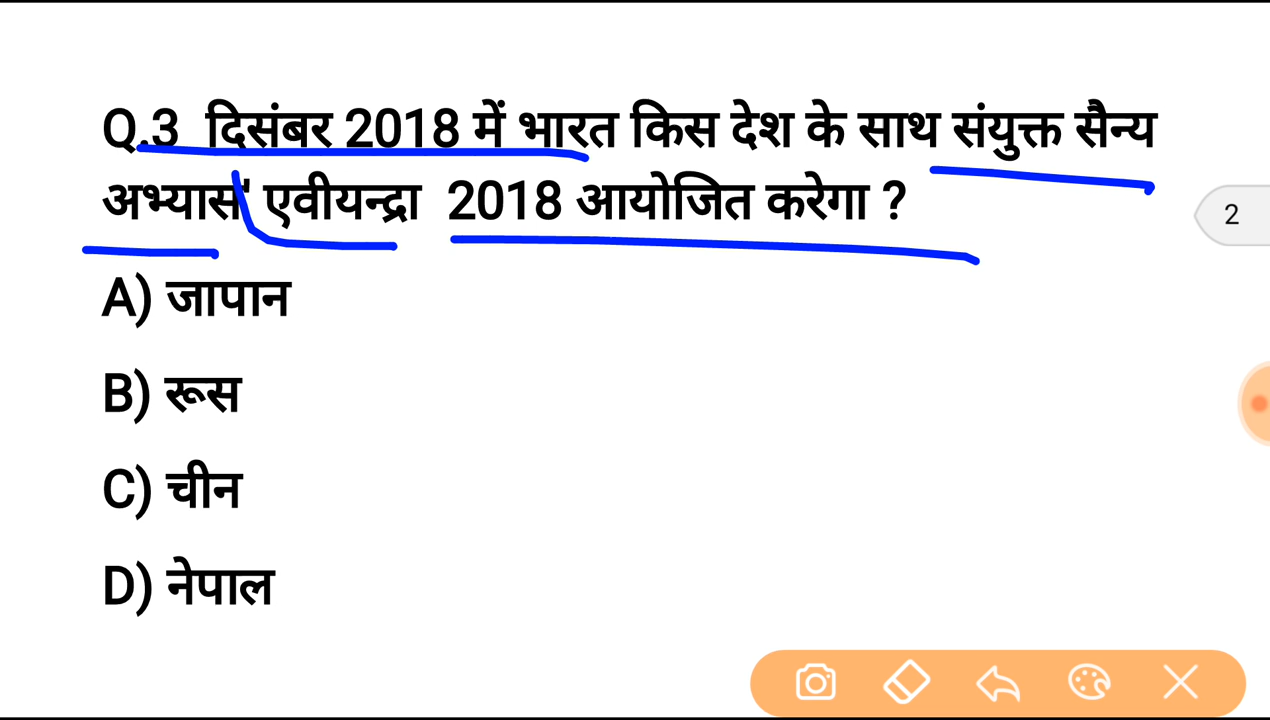 Q.3 दिसंबर 2018 में भारत किस देश के साथ संयुक्त सैन्य
अभ्यास' एवीयन्द्रा 2018 आयोजित करेगा ?
2
A) जापान
B) रूस
C) चीन
D) नेपाल